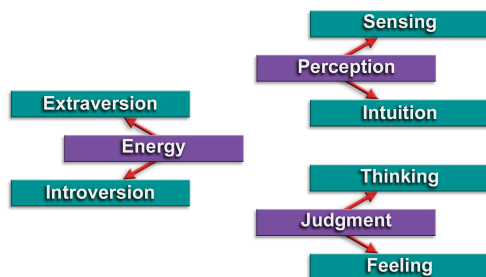 Extraversion
Energy
Introversion
Sensing
Perception
Intuition
Thinking
Judgment
Feeling